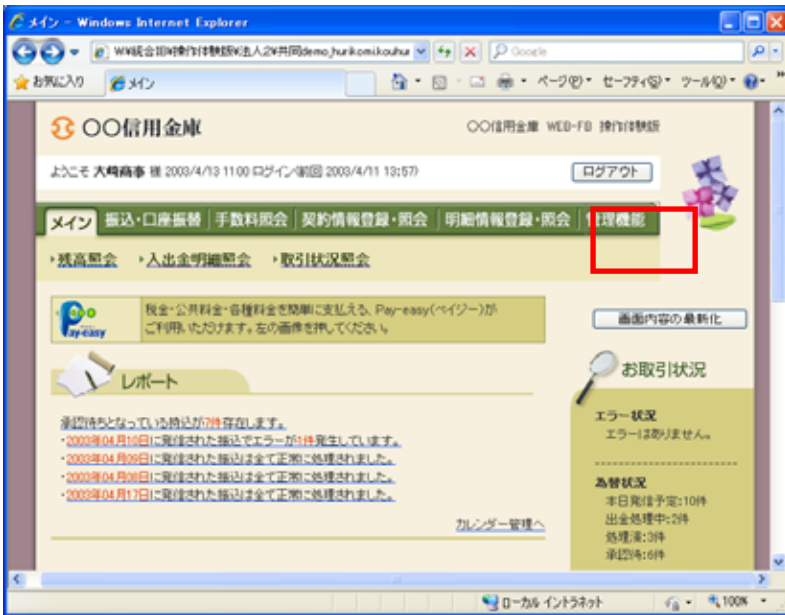 メイン - Windows Internet Explorer
Google
お気に入り
メイン
ページ(P)
セーフティ(S)
ツール(O)
○○信用金庫
○○信用金庫 WEB-FB 操作体験版
ようこそ 大崎商事 様 2003/4/13 11:00 ログイン(前回 2003/4/11 13:57)
ログアウト
メイン
振込・口座振替
手数料照会
契約情報登録・照会
明細情報登録・照会
管理機能
残高照会
入出金明細照会
取引状況照会
Pay-easy
税金・公共料金・各種料金を簡単に支払える、Pay-easy(ペイジー)が
ご利用いただけます。左の画像を押してください。
画面内容の最新化
レポート
承認待ちとなっている持込が7件存在します。
・2003年04月10日に発信された振込でエラーが1件発生しています。
・2003年04月09日に発信された振込は全て正常に処理されました。
・2003年04月08日に発信された振込は全て正常に処理されました。
・2003年04月17日に発信された振込は全て正常に処理されました。
カレンダー管理へ
お取引状況
エラー状況
エラーはありません。
為替状況
本日発信予定:10件
出金処理中:2件
処理済:3件
承認待:6件
ローカル イントラネット
100%